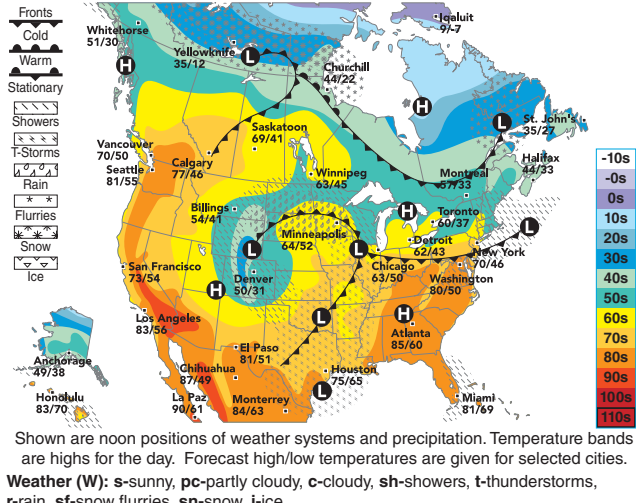 Fronts
Cold
Warm
Stationary
Showers
T-Storms
Rain
Flurries
Snow
Ice
Whitehorse
51/30
Yellowknife
35/12
Iqaluit
9/-7
Churchill
44/22
St. John's
35/27
Halifax
44/33
Vancouver
70/50
Seattle
81/55
Calgary
77/46
Saskatoon
69/41
Winnipeg
63/45
Montreal
57/33
Billings
54/41
Minneapolis
64/52
Toronto
60/37
Detroit
62/43
New York
70/46
San Francisco
73/54
Denver
50/31
Chicago
63/50
Washington
80/50
Los Angeles
83/56
Atlanta
85/60
El Paso
81/51
Houston
75/65
Chihuahua
87/49
La Paz
90/61
Monterrey
84/63
Miami
81/69
Anchorage
49/38
Honolulu
83/70
H
L
H
L
H
L
L
L
H
L
H
L
-10s
-0s
0s
10s
20s
30s
40s
50s
60s
70s
80s
90s
100s
110s
Shown are noon positions of weather systems and precipitation. Temperature bands
are highs for the day. Forecast high/low temperatures are given for selected cities.
Weather (W): s-sunny, pc-partly cloudy, c-cloudy, sh-showers, t-thunderstorms,
r-rain, sf-snow flurries, sn-snow, i-ice